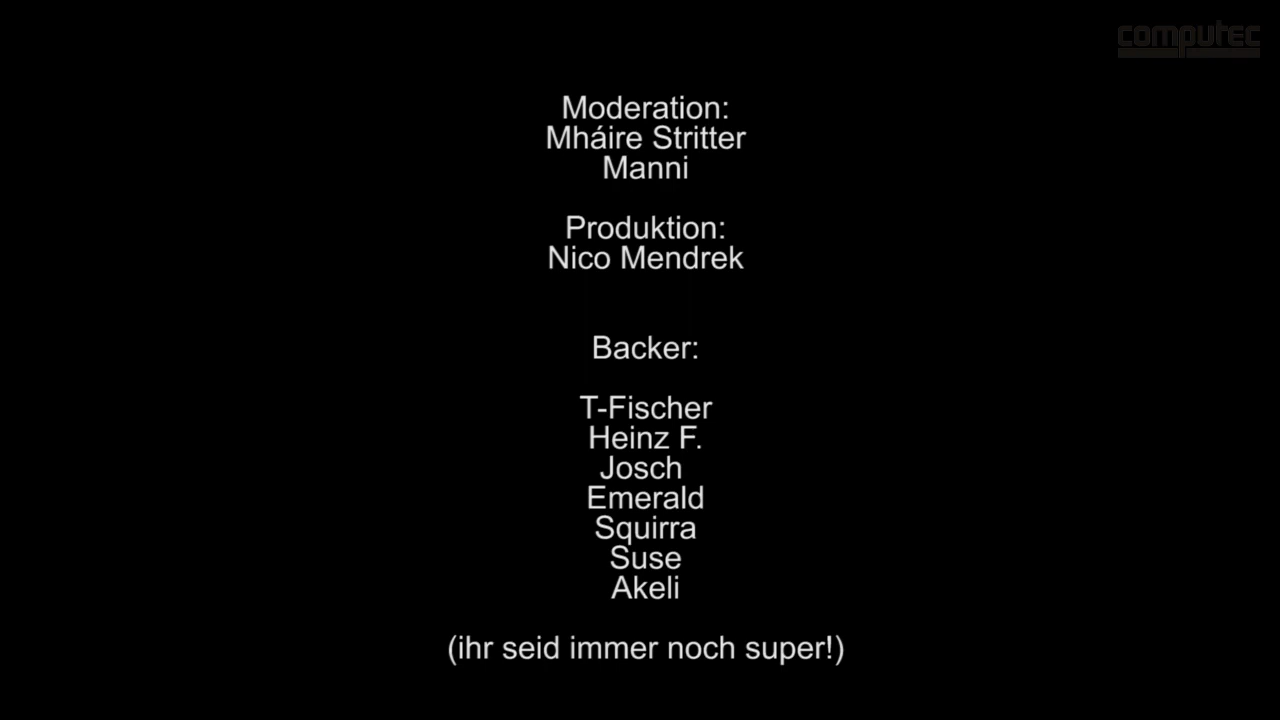 computec
Moderation:
Mháire Stritter
Manni
Produktion:
Nico Mendrek
Backer:
T-Fischer
Heinz F.
Josch
Emerald
Squirra
Suse
Akeli
(ihr seid immer noch super!)